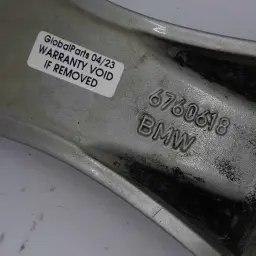 GlobalParts 04/23
WARRANTY VOID
IF REMOVED
6760618
BMW